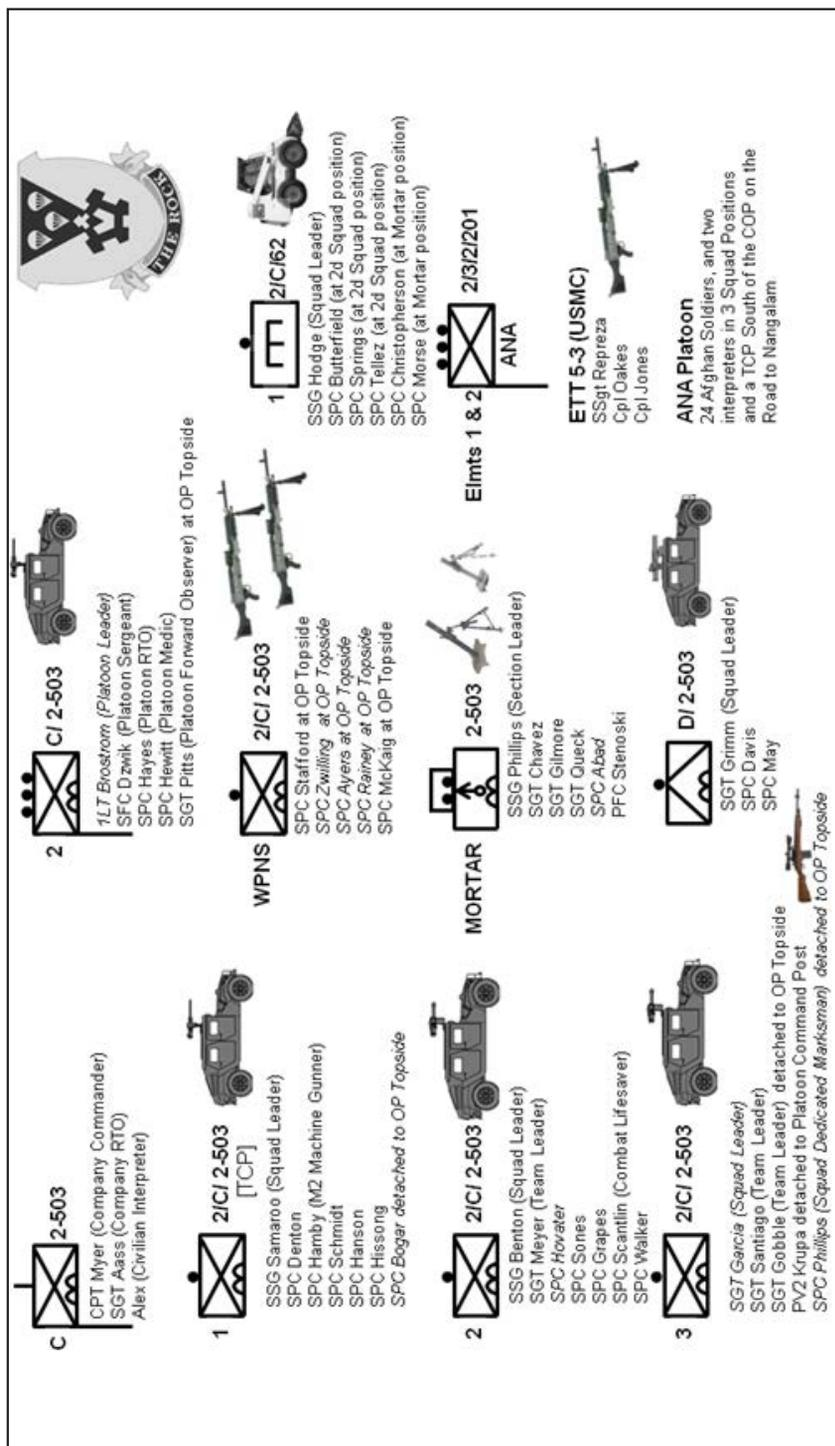 C 2-503
CPT Myer (Company Commander)
SGT Aass (Company RTO)
Alex (Civilian Interpreter)
2 C/ 2-503
1LT Brostrom (Platoon Leader)
SFC Dzwik (Platoon Sergeant)
SPC Hayes (Platoon RTO)
SPC Hewitt (Platoon Medic)
SGT Pitts (Platoon Forward Observer) at OP Topside
THE ROCK
1 2/C/ 2-503
[TCP]
SSG Samaroo (Squad Leader)
SPC Denton
SPC Hamby (M2 Machine Gunner)
SPC Schmidt
SPC Hanson
SPC Hissong
SPC Bogar detached to OP Topside
WPNS 2/C/ 2-503
SPC Stafford at OP Topside
SPC Zwilling at OP Topside
SPC Ayers at OP Topside
SPC Rainey at OP Topside
SPC McKaig at OP Topside
1 2/C/62
SSG Hodge (Squad Leader)
SPC Butterfield (at 2d Squad position)
SPC Springs (at 2d Squad position)
SPC Tellez (at 2d Squad position)
SPC Christopherson (at Mortar position)
SPC Morse (at Mortar position)
2 2/C/ 2-503
SSG Benton (Squad Leader)
SGT Meyer (Team Leader)
SPC Hovater
SPC Sones
SPC Grapes
SPC Scantlin (Combat Lifesaver)
SPC Walker
MORTAR 2-503
SSG Phillips (Section Leader)
SGT Chavez
SGT Gilmore
SGT Queck
SPC Abad
PFC Stenoski
Elmts 1 & 2 2/3/2/201
ANA
ETT 5-3 (USMC)
SSgt Repreza
Cpl Oakes
Cpl Jones
ANA Platoon
24 Afghan Soldiers, and two
interpreters in 3 Squad Positions
and a TCP South of the COP on the
Road to Nangalam
3 2/C/ 2-503
SGT Garcia (Squad Leader)
SGT Santiago (Team Leader)
SGT Gobble (Team Leader) detached to OP Topside
PV2 Krupa detached to Platoon Command Post
SPC Phillips (Squad Dedicated Marksman) detached to OP Topside
D/ 2-503
SGT Grimm (Squad Leader)
SPC Davis
SPC May